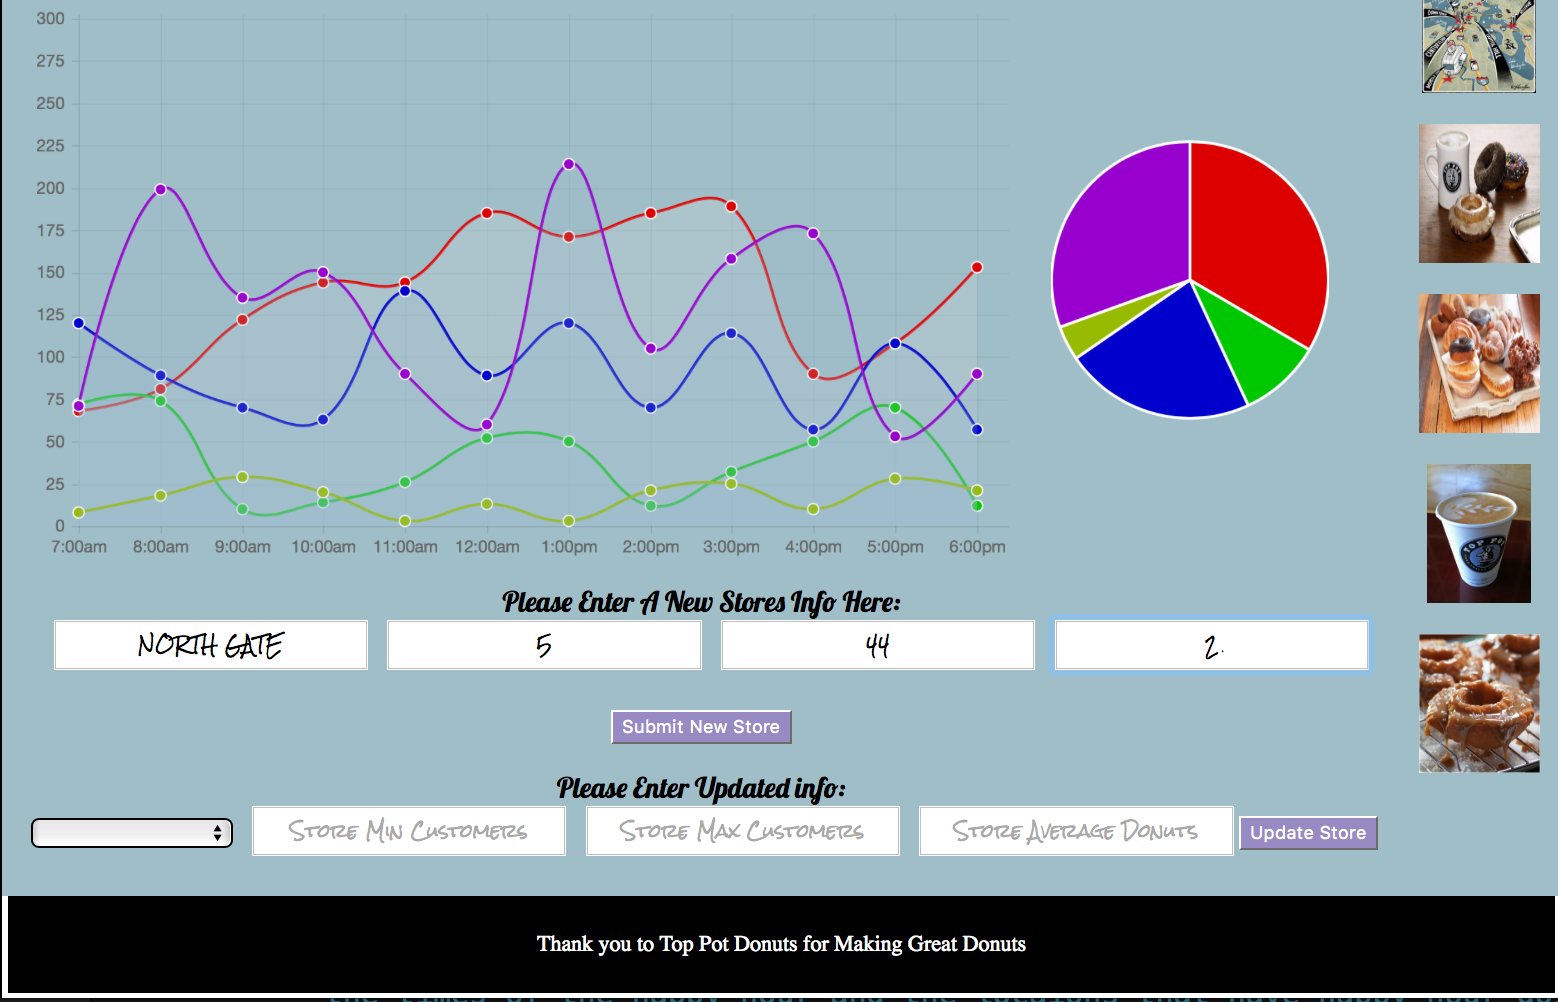 300
275
250
225
200
175
150
125
100
75
50
25
0
7:00am 8:00am 9:00am 10:00am 11:00am 12:00am 1:00pm 2:00pm 3:00pm 4:00pm 5:00pm 6:00pm
Please Enter A New Stores Info Here:
NORTH GATE 5 44 2.
Submit New Store
Please Enter Updated info:
Store Min Customers Store Max Customers Store Average Donuts Update Store
Thank you to Top Pot Donuts for Making Great Donuts
TOP POT